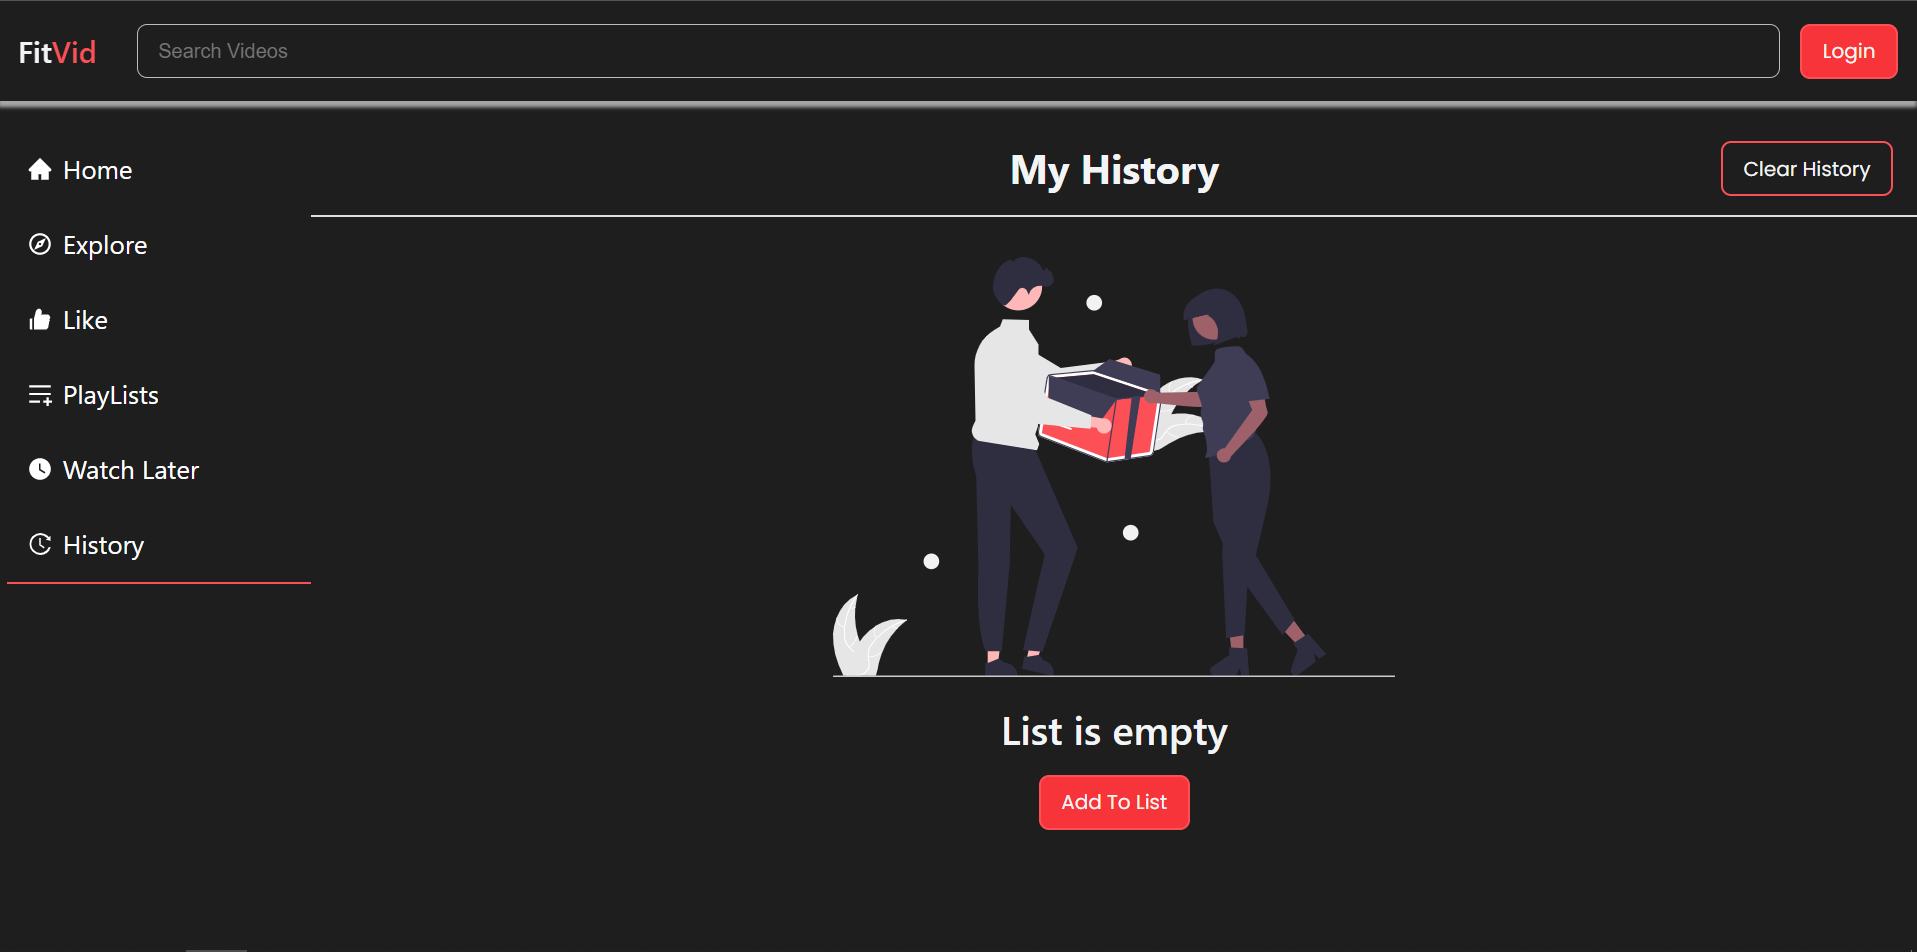 FitVid
Search Videos
Login
Home
Explore
Like
PlayLists
Watch Later
History
My History
Clear History
List is empty
Add To List